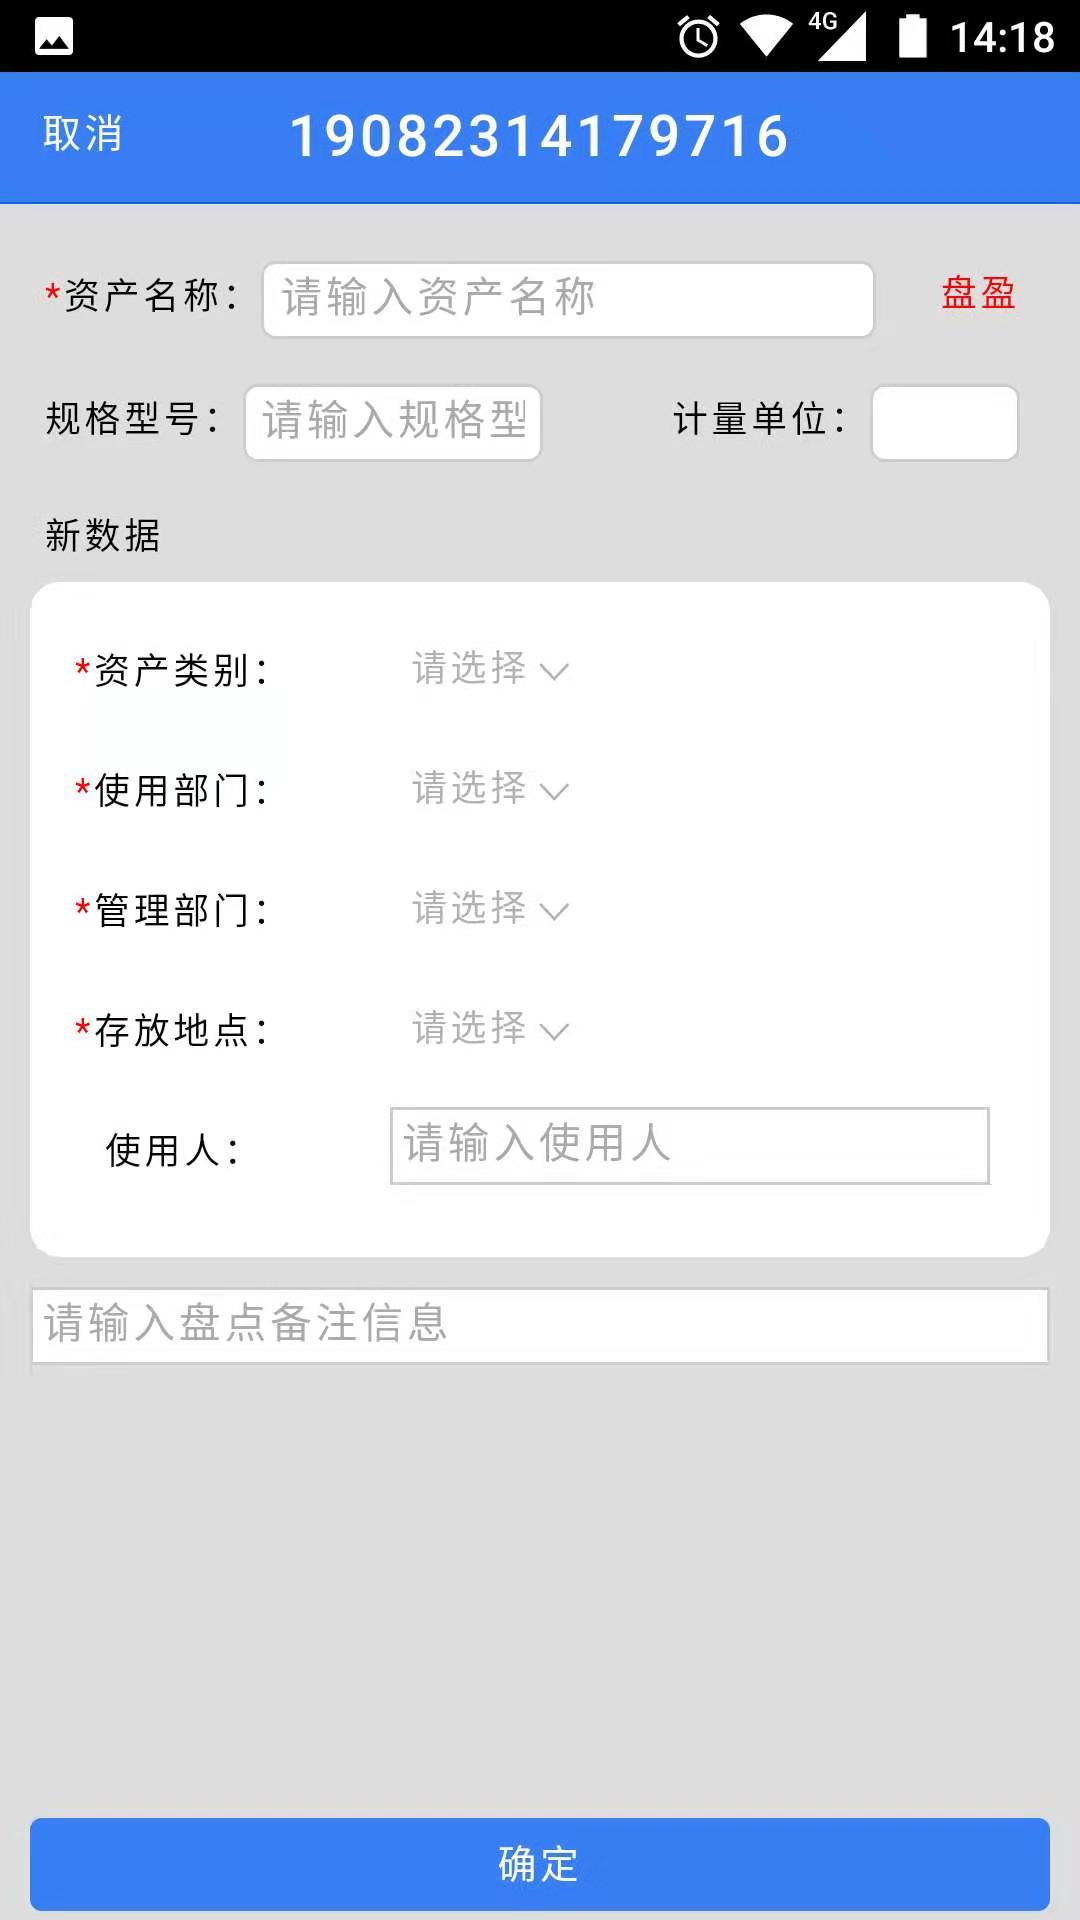 4G 14:18
取消 19082314179716
*资产名称： 请输入资产名称 盘盈
规格型号： 请输入规格型 计量单位：
新数据
*资产类别： 请选择
*使用部门： 请选择
*管理部门： 请选择
*存放地点： 请选择
使用人： 请输入使用人
请输入盘点备注信息
确定